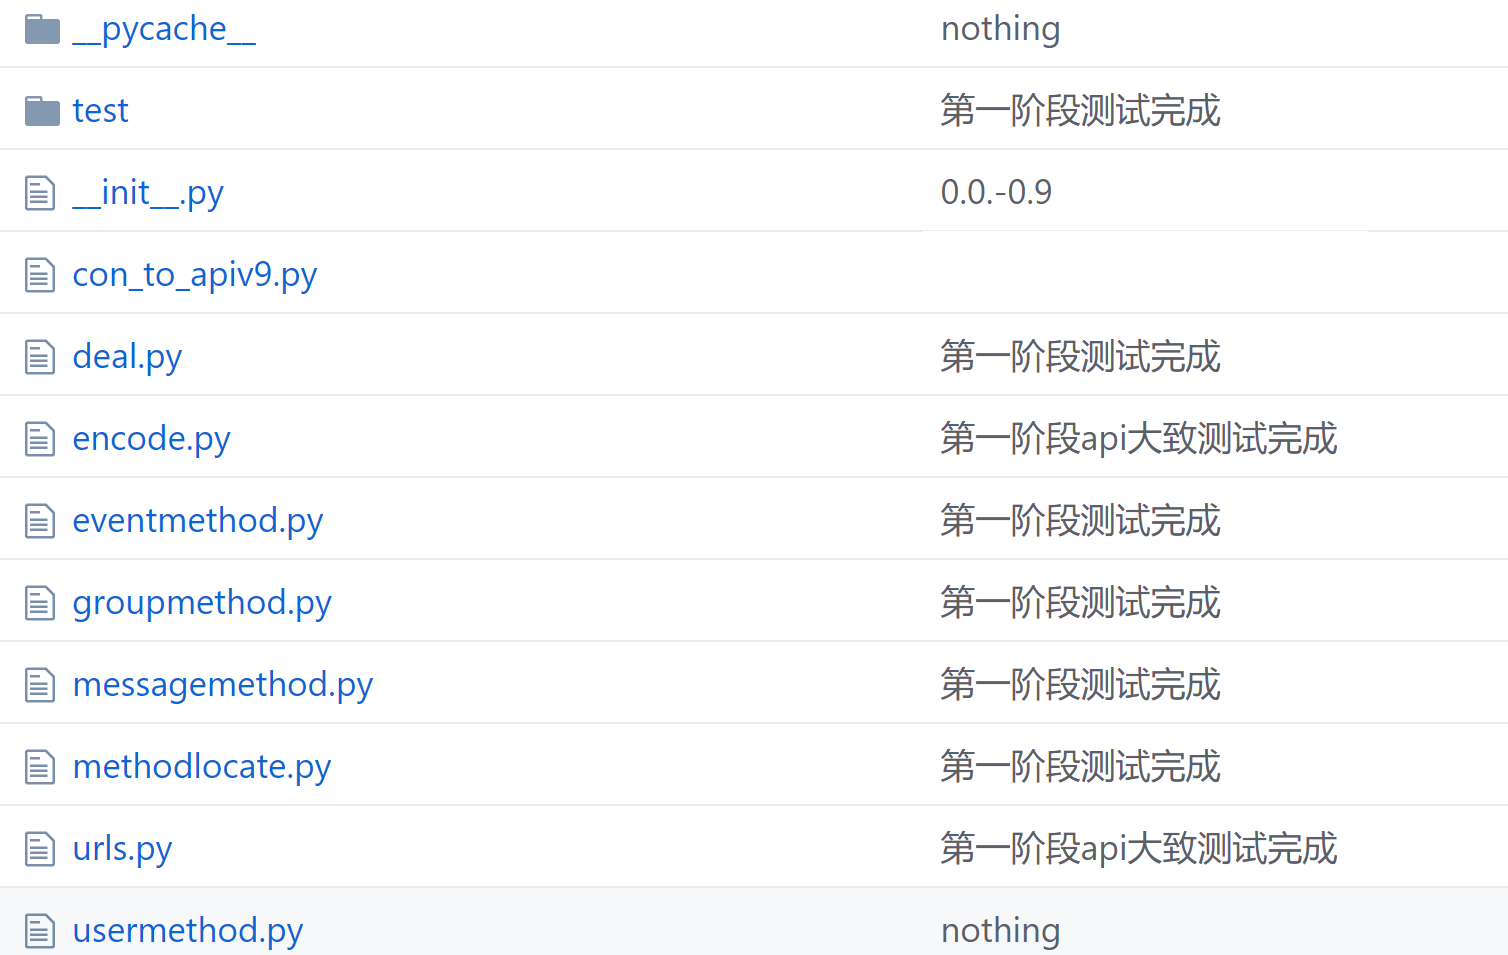 __pycache__ nothing
test 第一阶段测试完成
__init__.py 0.0.-0.9
con_to_apiv9.py
deal.py 第一阶段测试完成
encode.py 第一阶段api大致测试完成
eventmethod.py 第一阶段测试完成
groupmethod.py 第一阶段测试完成
messagemethod.py 第一阶段测试完成
methodlocate.py 第一阶段测试完成
urls.py 第一阶段api大致测试完成
usermethod.py nothing